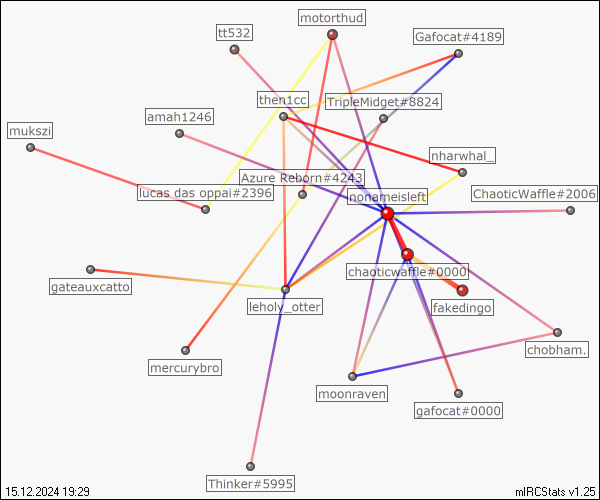 motorthud
tt532
Gafocat#4189
then1cc
TripleMidget#8824
amah1246
mukszi
nharwhal_
Azure Reborn#4243
lucas das oppai#2396
nonameisleft
ChaoticWaffle#2006
chaoticwaffle#0000
gateauxcatto
leholy_otter
fakedingo
chobham.
mercurybro
moonraven
gafocat#0000
Thinker#5995
15.12.2024 19:29
mIRCStats v1.25